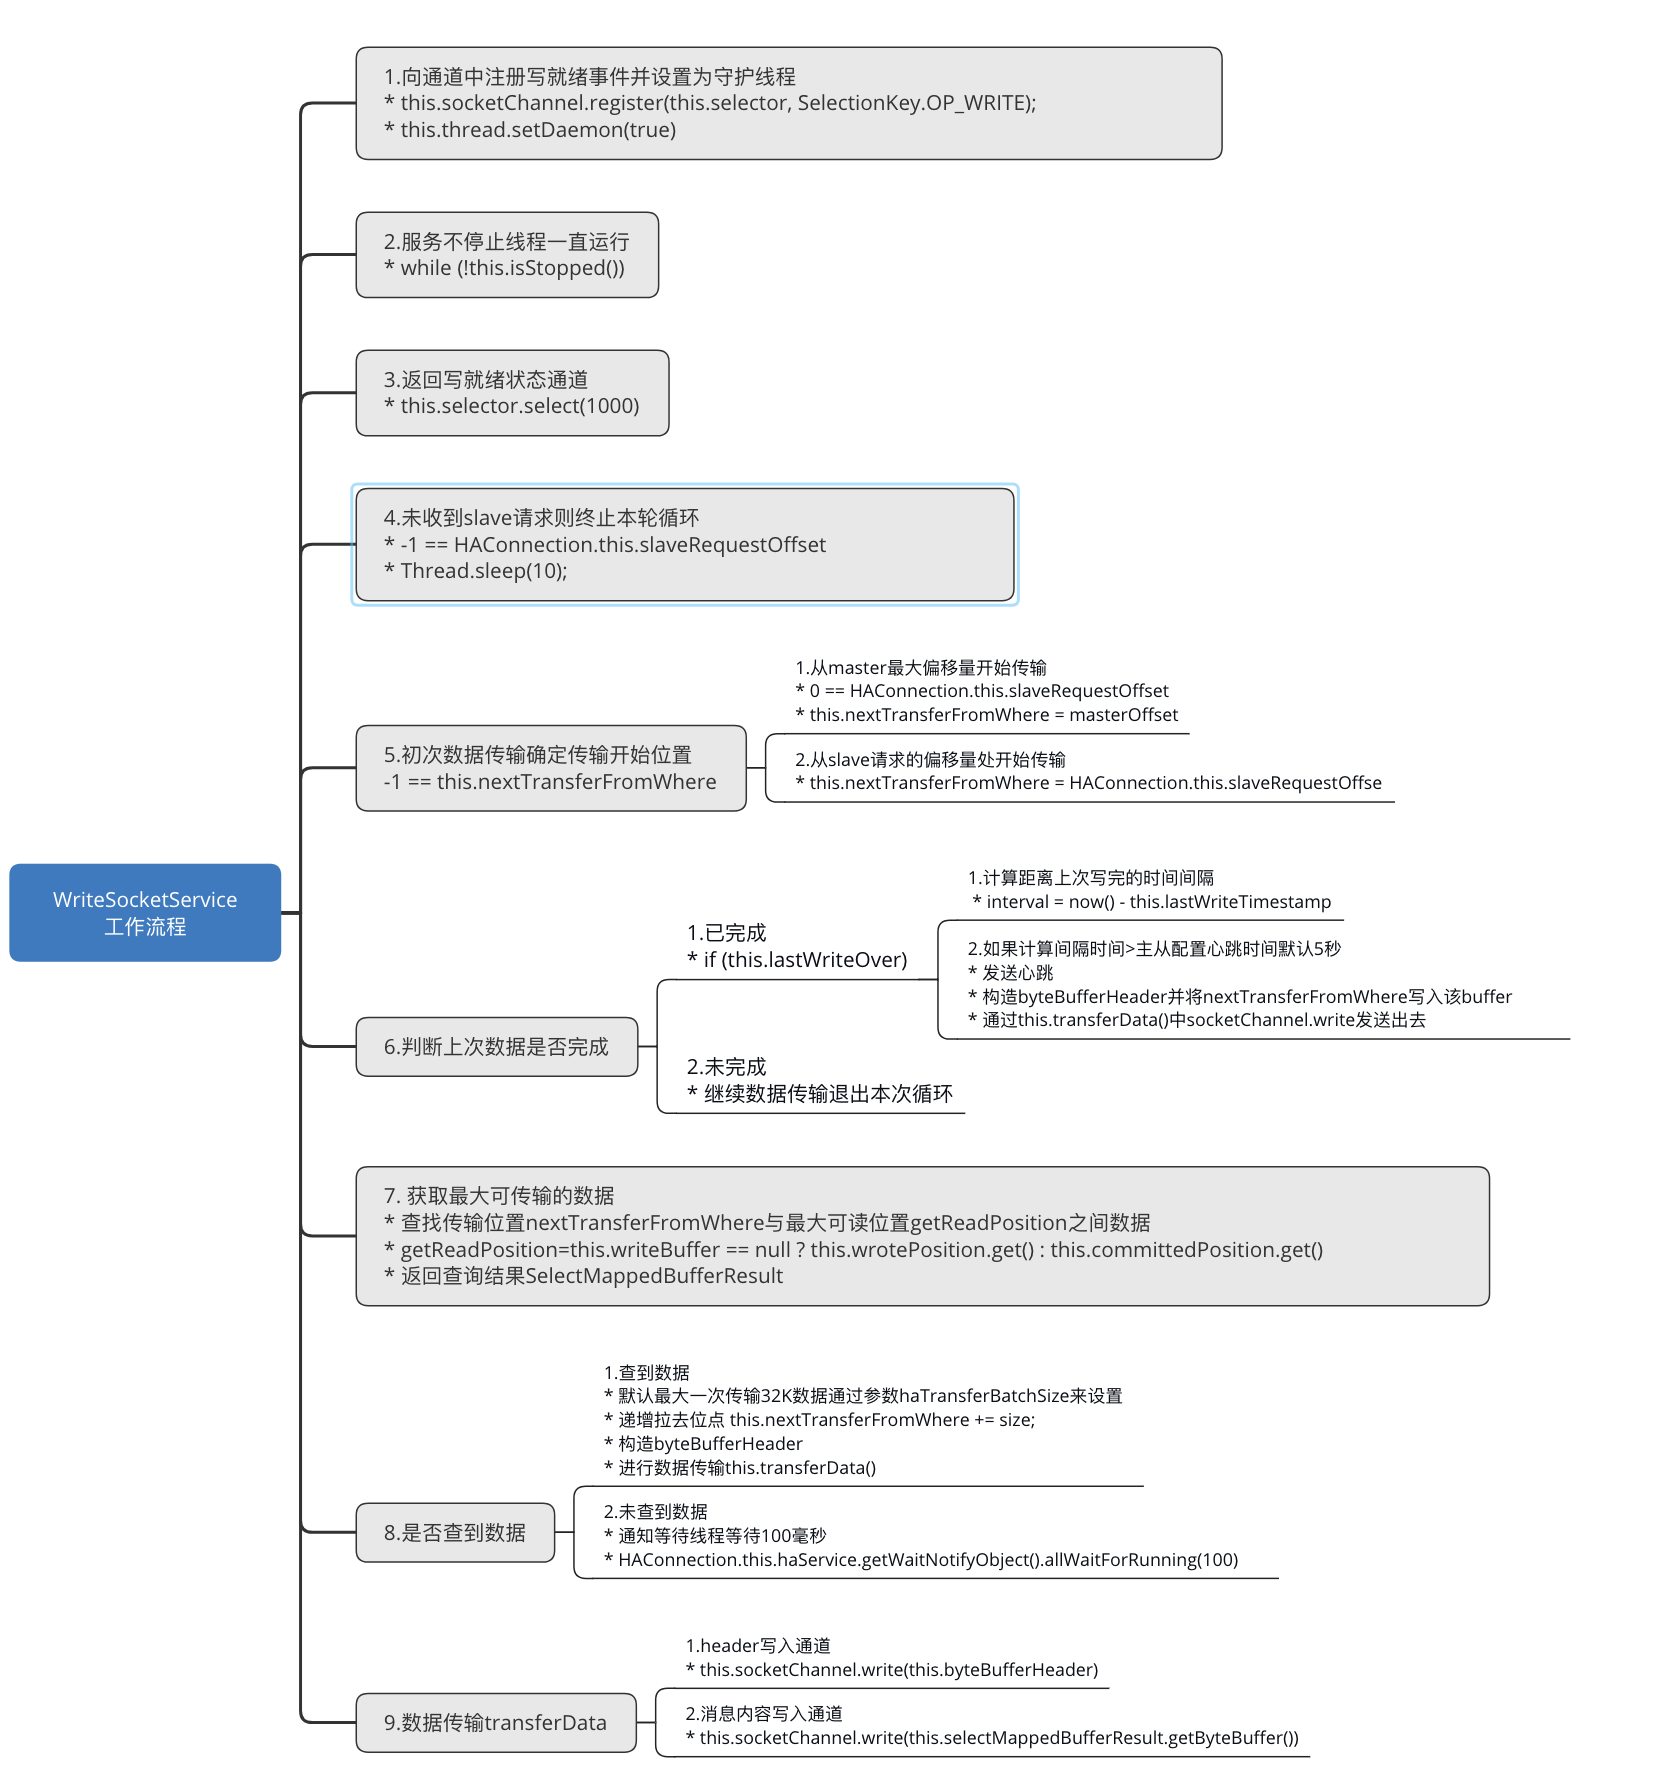 1.向通道中注册写就绪事件并设置为守护线程
* this.socketChannel.register(this.selector, SelectionKey.OP_WRITE);
* this.thread.setDaemon(true)
2.服务不停止线程一直运行
* while (!this.isStopped())
3.返回写就绪状态通道
* this.selector.select(1000)
4.未收到slave请求则终止本轮循环
* -1 == HAConnection.this.slaveRequestOffset
* Thread.sleep(10);
5.初次数据传输确定传输开始位置
-1 == this.nextTransferFromWhere
1.从master最大偏移量开始传输
* 0 == HAConnection.this.slaveRequestOffset
* this.nextTransferFromWhere = masterOffset
2.从slave请求的偏移量处开始传输
* this.nextTransferFromWhere = HAConnection.this.slaveRequestOffse
WriteSocketService
工作流程
6.判断上次数据是否完成
1.已完成
* if (this.lastWriteOver)
1.计算距离上次写完的时间间隔
* interval = now() - this.lastWriteTimestamp
2.如果计算间隔时间>主从配置心跳时间默认5秒
* 发送心跳
* 构造byteBufferHeader并将nextTransferFromWhere写入该buffer
* 通过this.transferData()中socketChannel.write发送出去
2.未完成
* 继续数据传输退出本次循环
7. 获取最大可传输的数据
* 查找传输位置nextTransferFromWhere与最大可读位置getReadPosition之间数据
* getReadPosition=this.writeBuffer == null ? this.wrotePosition.get() : this.committedPosition.get()
* 返回查询结果SelectMappedBufferResult
8.是否查到数据
1.查到数据
* 默认最大一次传输32K数据通过参数haTransferBatchSize来设置
* 递增拉去位点 this.nextTransferFromWhere += size;
* 构造byteBufferHeader
* 进行数据传输this.transferData()
2.未查到数据
* 通知等待线程等待100毫秒
* HAConnection.this.haService.getWaitNotifyObject().allWaitForRunning(100)
9.数据传输transferData
1.header写入通道
* this.socketChannel.write(this.byteBufferHeader)
2.消息内容写入通道
* this.socketChannel.write(this.selectMappedBufferResult.getByteBuffer())